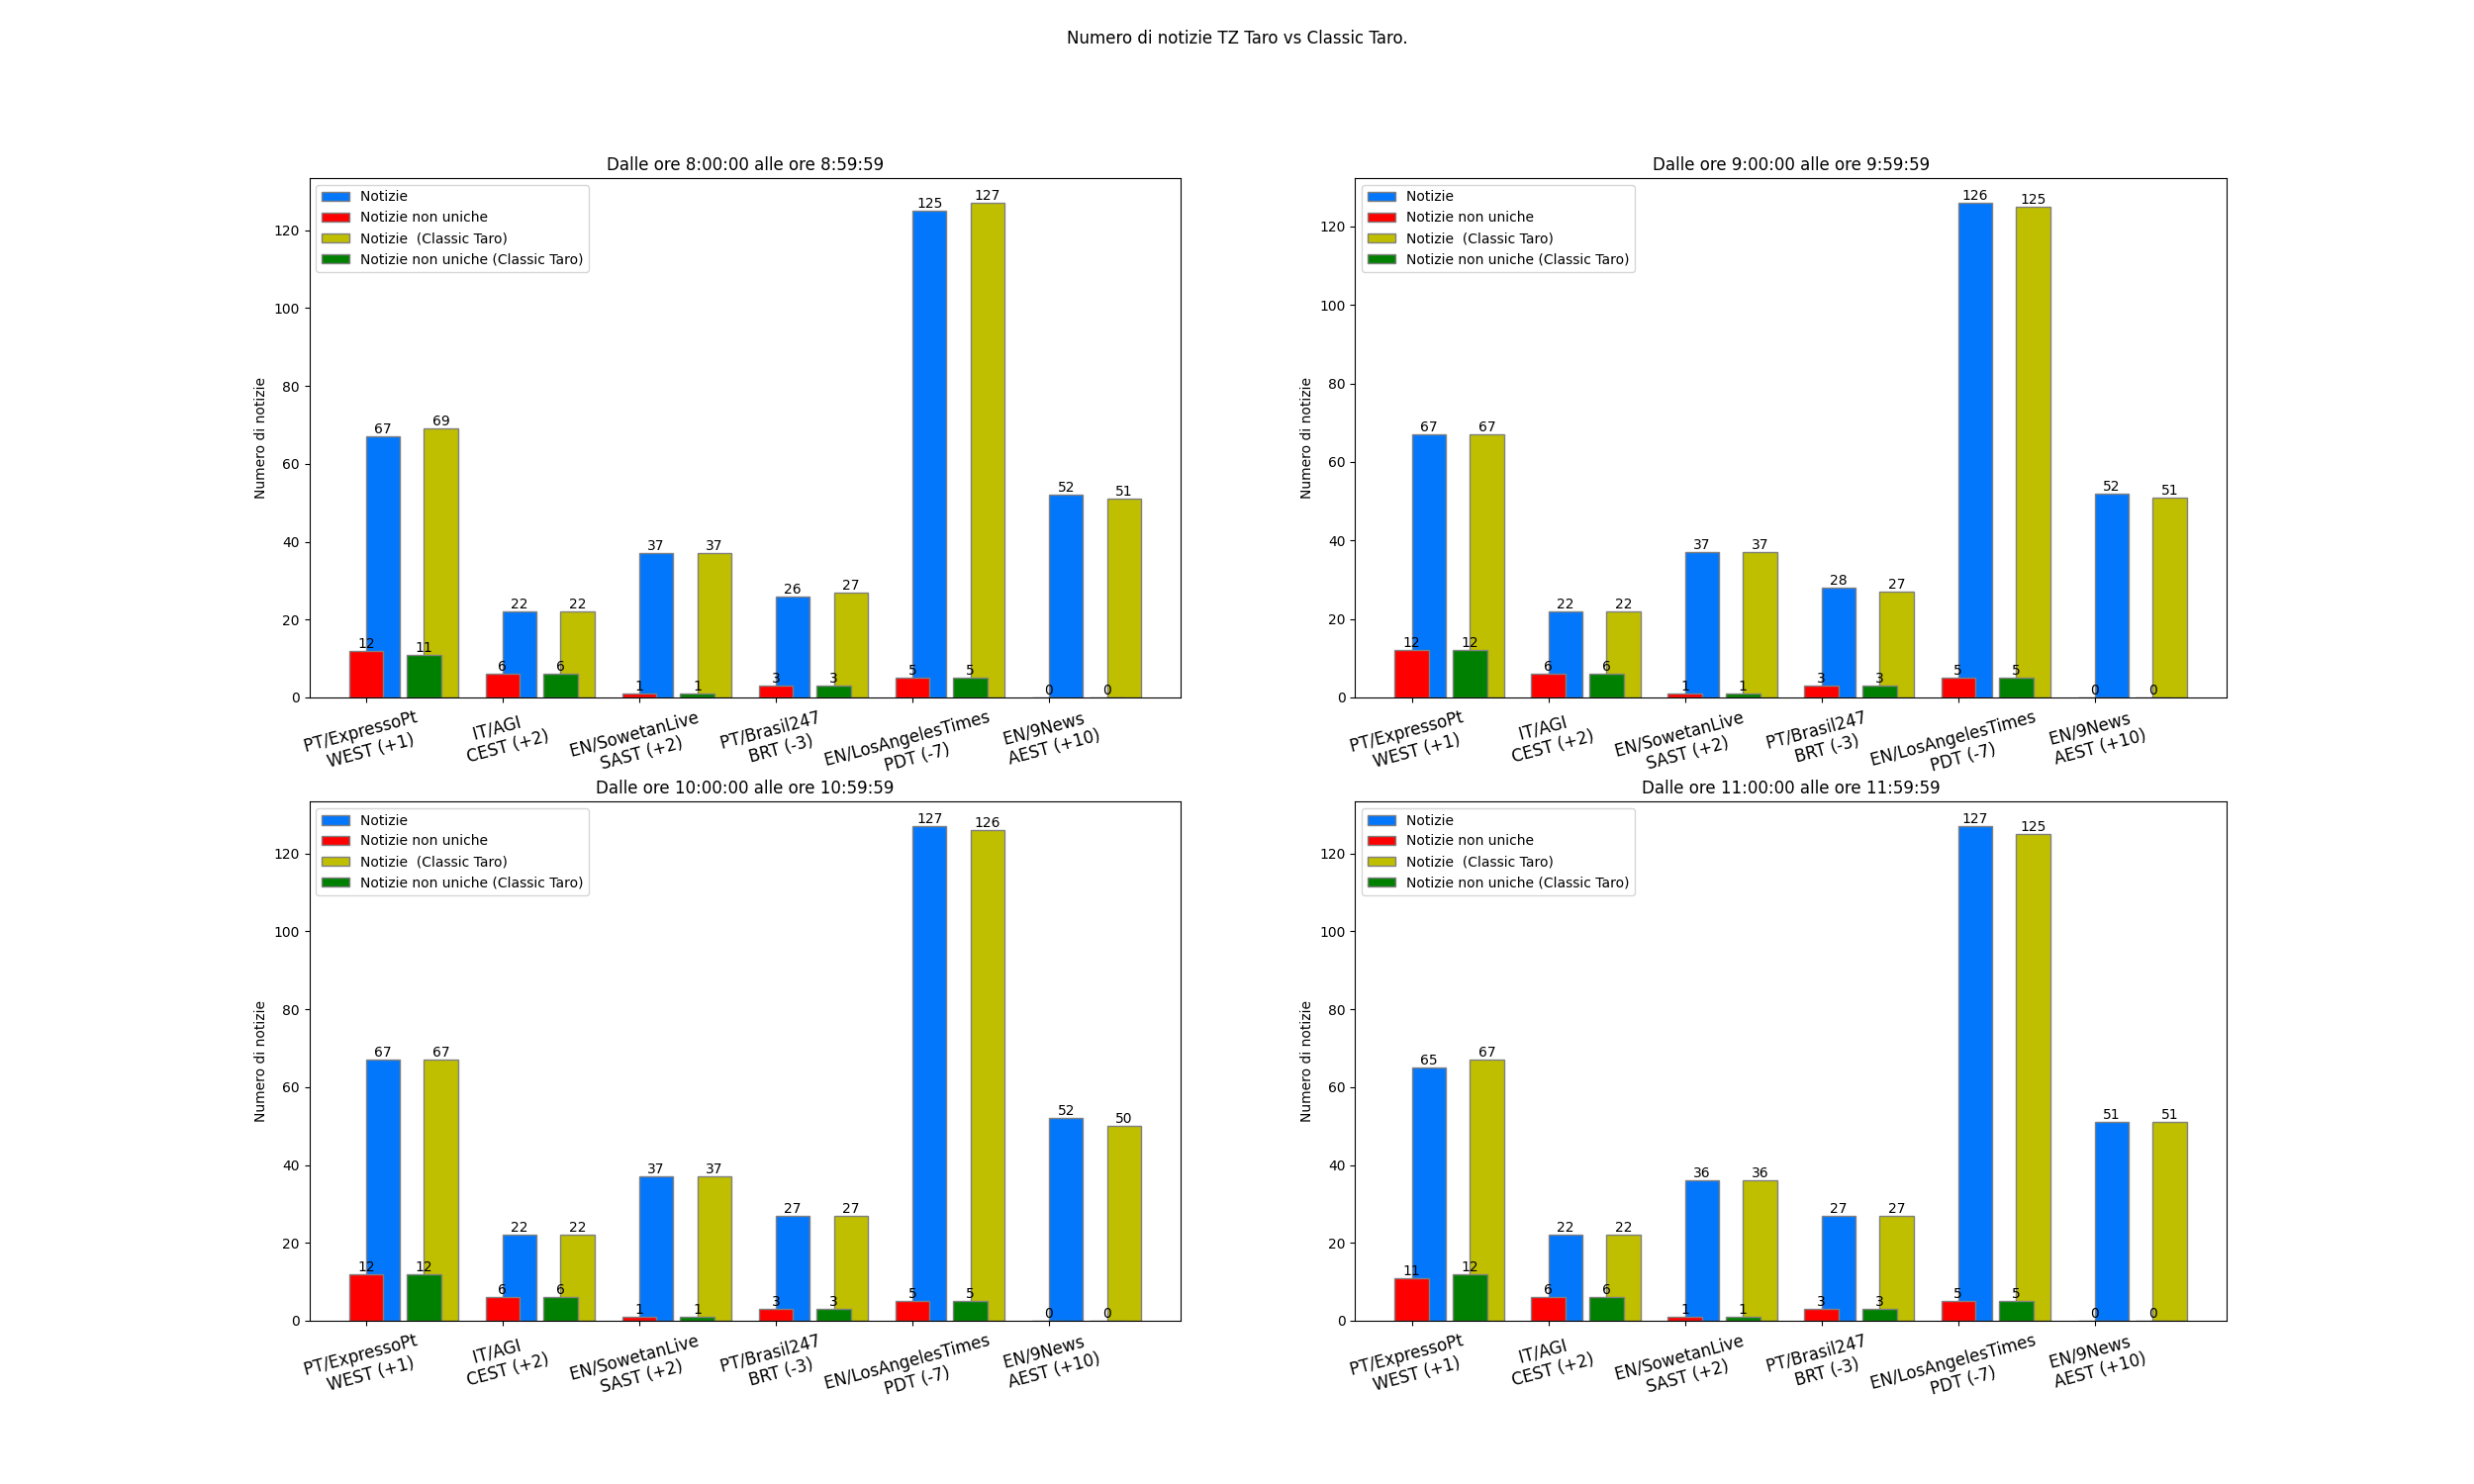 Numero di notizie TZ Taro vs Classic Taro.
Dalle ore 8:00:00 alle ore 8:59:59
Notizie
Notizie non uniche
Notizie  (Classic Taro)
Notizie non uniche (Classic Taro)
Numero di notizie
120
100
80
60
40
20
0
67 69 22 22 37 37 26 27 125 127 52 51
12 11 6 6 1 1 3 3 5 5 0 0
PT/ExpressoPt
WEST (+1)
IT/AGI
CEST (+2)
EN/SowetanLive
SAST (+2)
PT/Brasil247
BRT (-3)
EN/LosAngelesTimes
PDT (-7)
EN/9News
AEST (+10)
Dalle ore 9:00:00 alle ore 9:59:59
Notizie
Notizie non uniche
Notizie  (Classic Taro)
Notizie non uniche (Classic Taro)
Numero di notizie
120
100
80
60
40
20
0
67 67 22 22 37 37 28 27 126 125 52 51
12 12 6 6 1 1 3 3 5 5 0 0
PT/ExpressoPt
WEST (+1)
IT/AGI
CEST (+2)
EN/SowetanLive
SAST (+2)
PT/Brasil247
BRT (-3)
EN/LosAngelesTimes
PDT (-7)
EN/9News
AEST (+10)
Dalle ore 10:00:00 alle ore 10:59:59
Notizie
Notizie non uniche
Notizie  (Classic Taro)
Notizie non uniche (Classic Taro)
Numero di notizie
120
100
80
60
40
20
0
67 67 22 22 37 37 27 27 127 126 52 50
12 12 6 6 1 1 3 3 5 5 0 0
PT/ExpressoPt
WEST (+1)
IT/AGI
CEST (+2)
EN/SowetanLive
SAST (+2)
PT/Brasil247
BRT (-3)
EN/LosAngelesTimes
PDT (-7)
EN/9News
AEST (+10)
Dalle ore 11:00:00 alle ore 11:59:59
Notizie
Notizie non uniche
Notizie  (Classic Taro)
Notizie non uniche (Classic Taro)
Numero di notizie
120
100
80
60
40
20
0
65 67 22 22 36 36 27 27 127 125 51 51
11 12 6 6 1 1 3 3 5 5 0 0
PT/ExpressoPt
WEST (+1)
IT/AGI
CEST (+2)
EN/SowetanLive
SAST (+2)
PT/Brasil247
BRT (-3)
EN/LosAngelesTimes
PDT (-7)
EN/9News
AEST (+10)